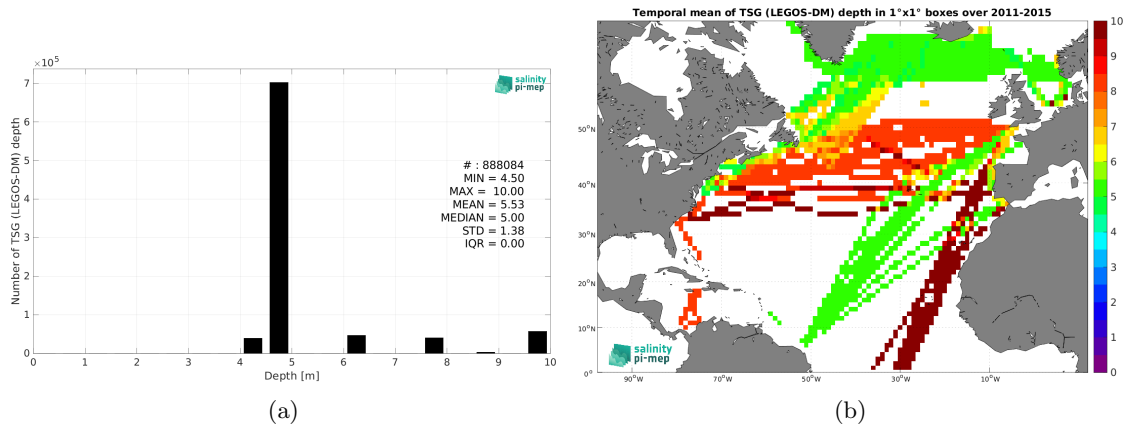 ×10⁵
7
6
5
4
3
2
1
0
Number of TSG (LEGOS-DM) depth
salinity
pi-mep
# : 888084
MIN = 4.50
MAX = 10.00
MEAN = 5.53
MEDIAN = 5.00
STD = 1.38
IQR = 0.00
0 1 2 3 4 5 6 7 8 9 10
Depth [m]
(a)
Temporal mean of TSG (LEGOS-DM) depth in 1°x1° boxes over 2011-2015
50°N
40°N
30°N
20°N
10°N
0°
90°W 70°W 50°W 30°W 10°W
salinity
pi-mep
10
9
8
7
6
5
4
3
2
1
0
(b)